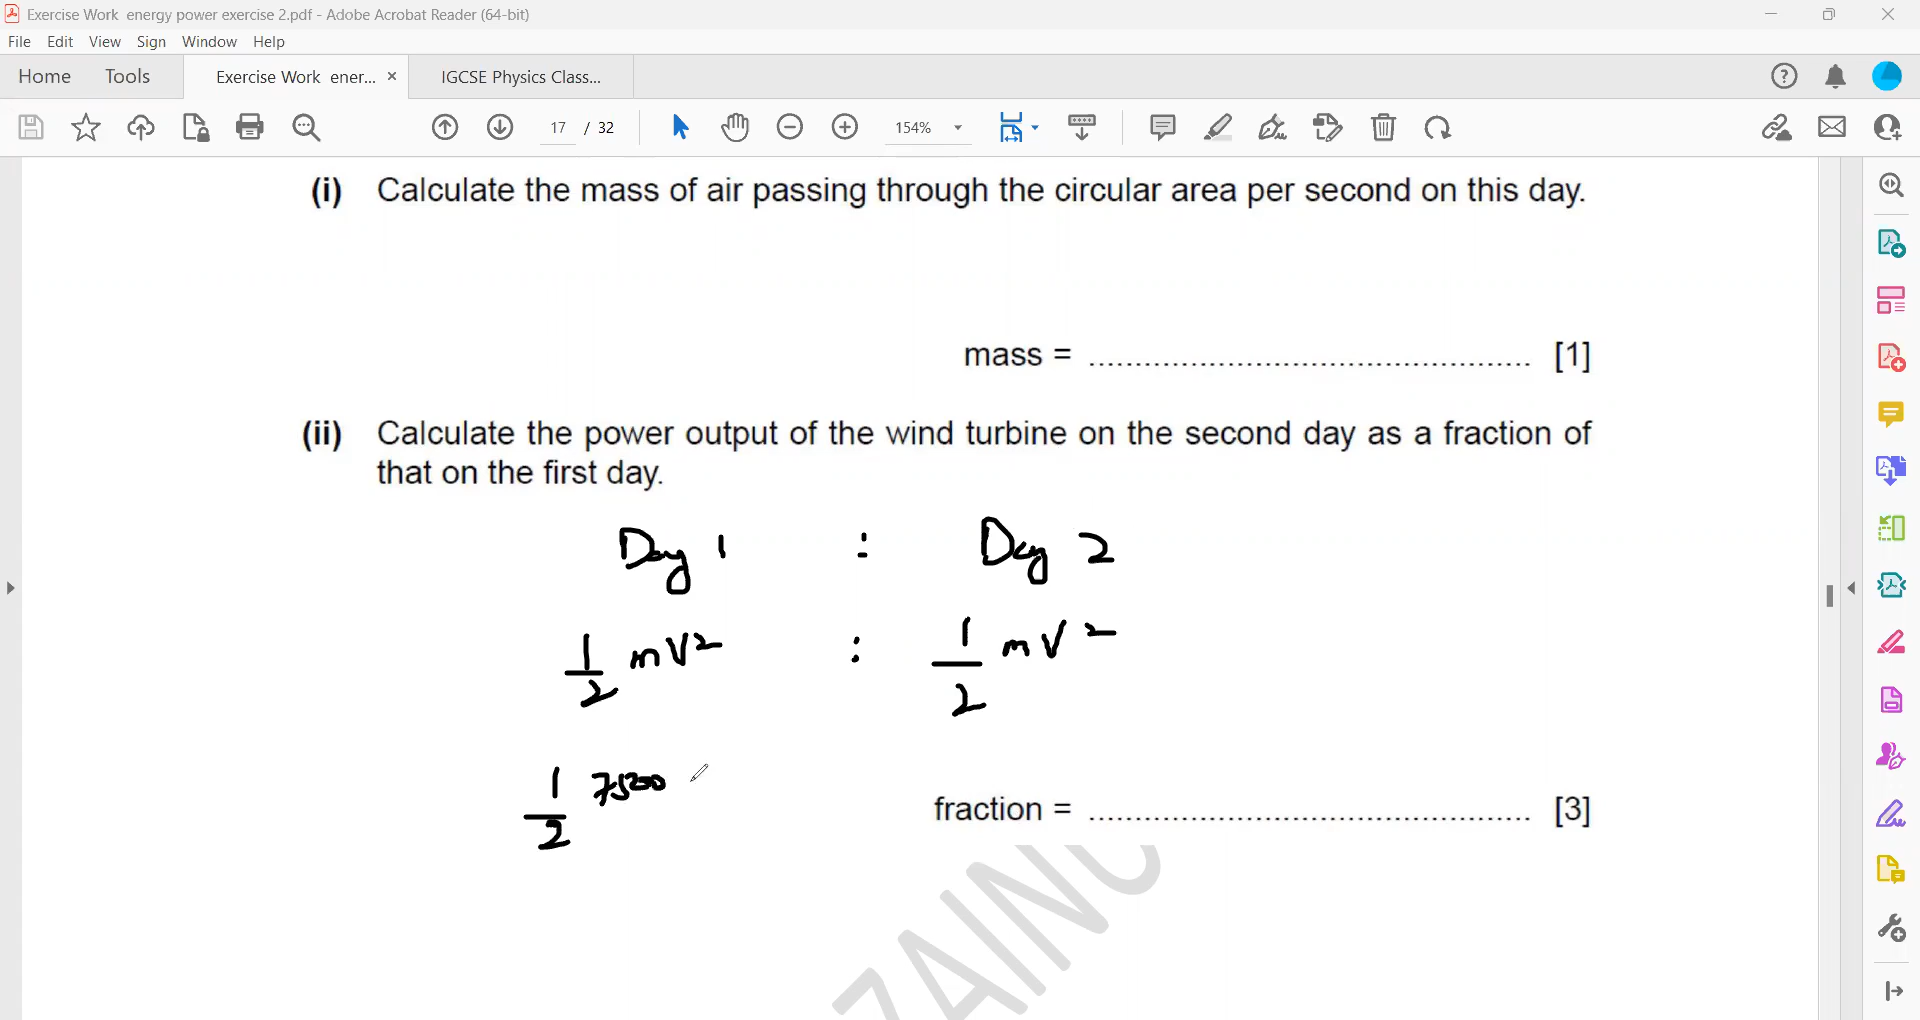 Exercise Work energy power exercise 2.pdf - Adobe Acrobat Reader (64-bit)
File Edit View Sign Window Help
Home Tools Exercise Work ener... × IGCSE Physics Class...
17 / 32 154%
(i) Calculate the mass of air passing through the circular area per second on this day.
mass = ................................................ [1]
(ii) Calculate the power output of the wind turbine on the second day as a fraction of
that on the first day.
Day 1 : Day 2
1/2 mV² : 1/2 mV²
1/2 75200
fraction = ................................................ [3]
ZAINC